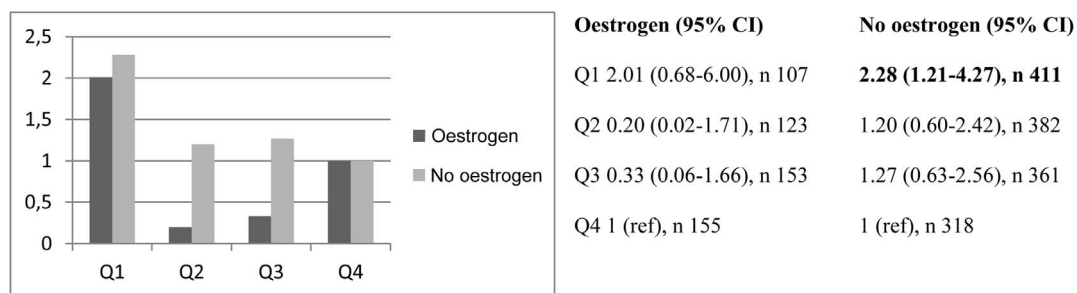 2,5
2
1,5
1
0,5
0
Q1 Q2 Q3 Q4
Oestrogen
No oestrogen
Oestrogen (95% CI) No oestrogen (95% CI)
Q1 2.01 (0.68-6.00), n 107 2.28 (1.21-4.27), n 411
Q2 0.20 (0.02-1.71), n 123 1.20 (0.60-2.42), n 382
Q3 0.33 (0.06-1.66), n 153 1.27 (0.63-2.56), n 361
Q4 1 (ref), n 155 1 (ref), n 318